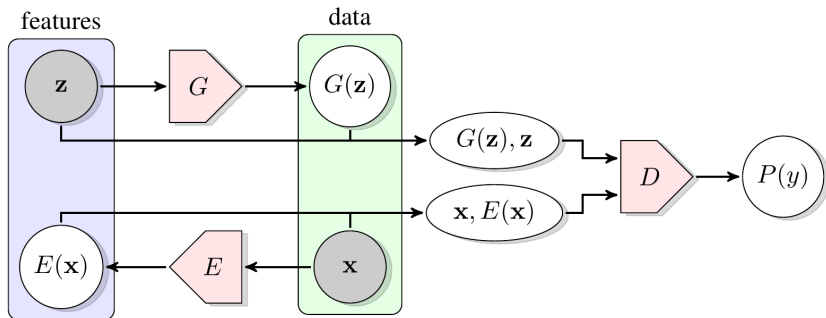 features
data
z
G
G(z)
G(z), z
D
P(y)
x, E(x)
E(x)
E
x